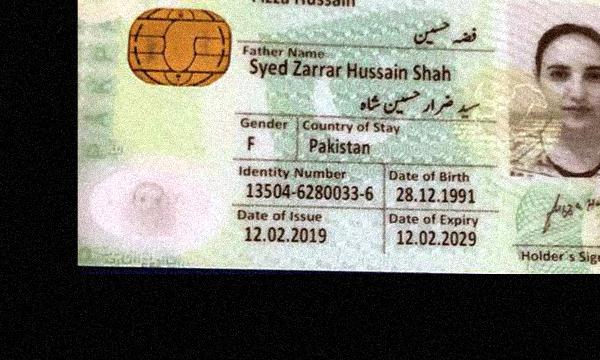 Hussain
فضہ حسین
Father Name
Syed Zarrar Hussain Shah
سید ضرار حسین شاہ
Gender Country of Stay
F Pakistan
Identity Number Date of Birth
13504-6280033-6 28.12.1991
Date of Issue Date of Expiry
12.02.2019 12.02.2029
Holder's Sig